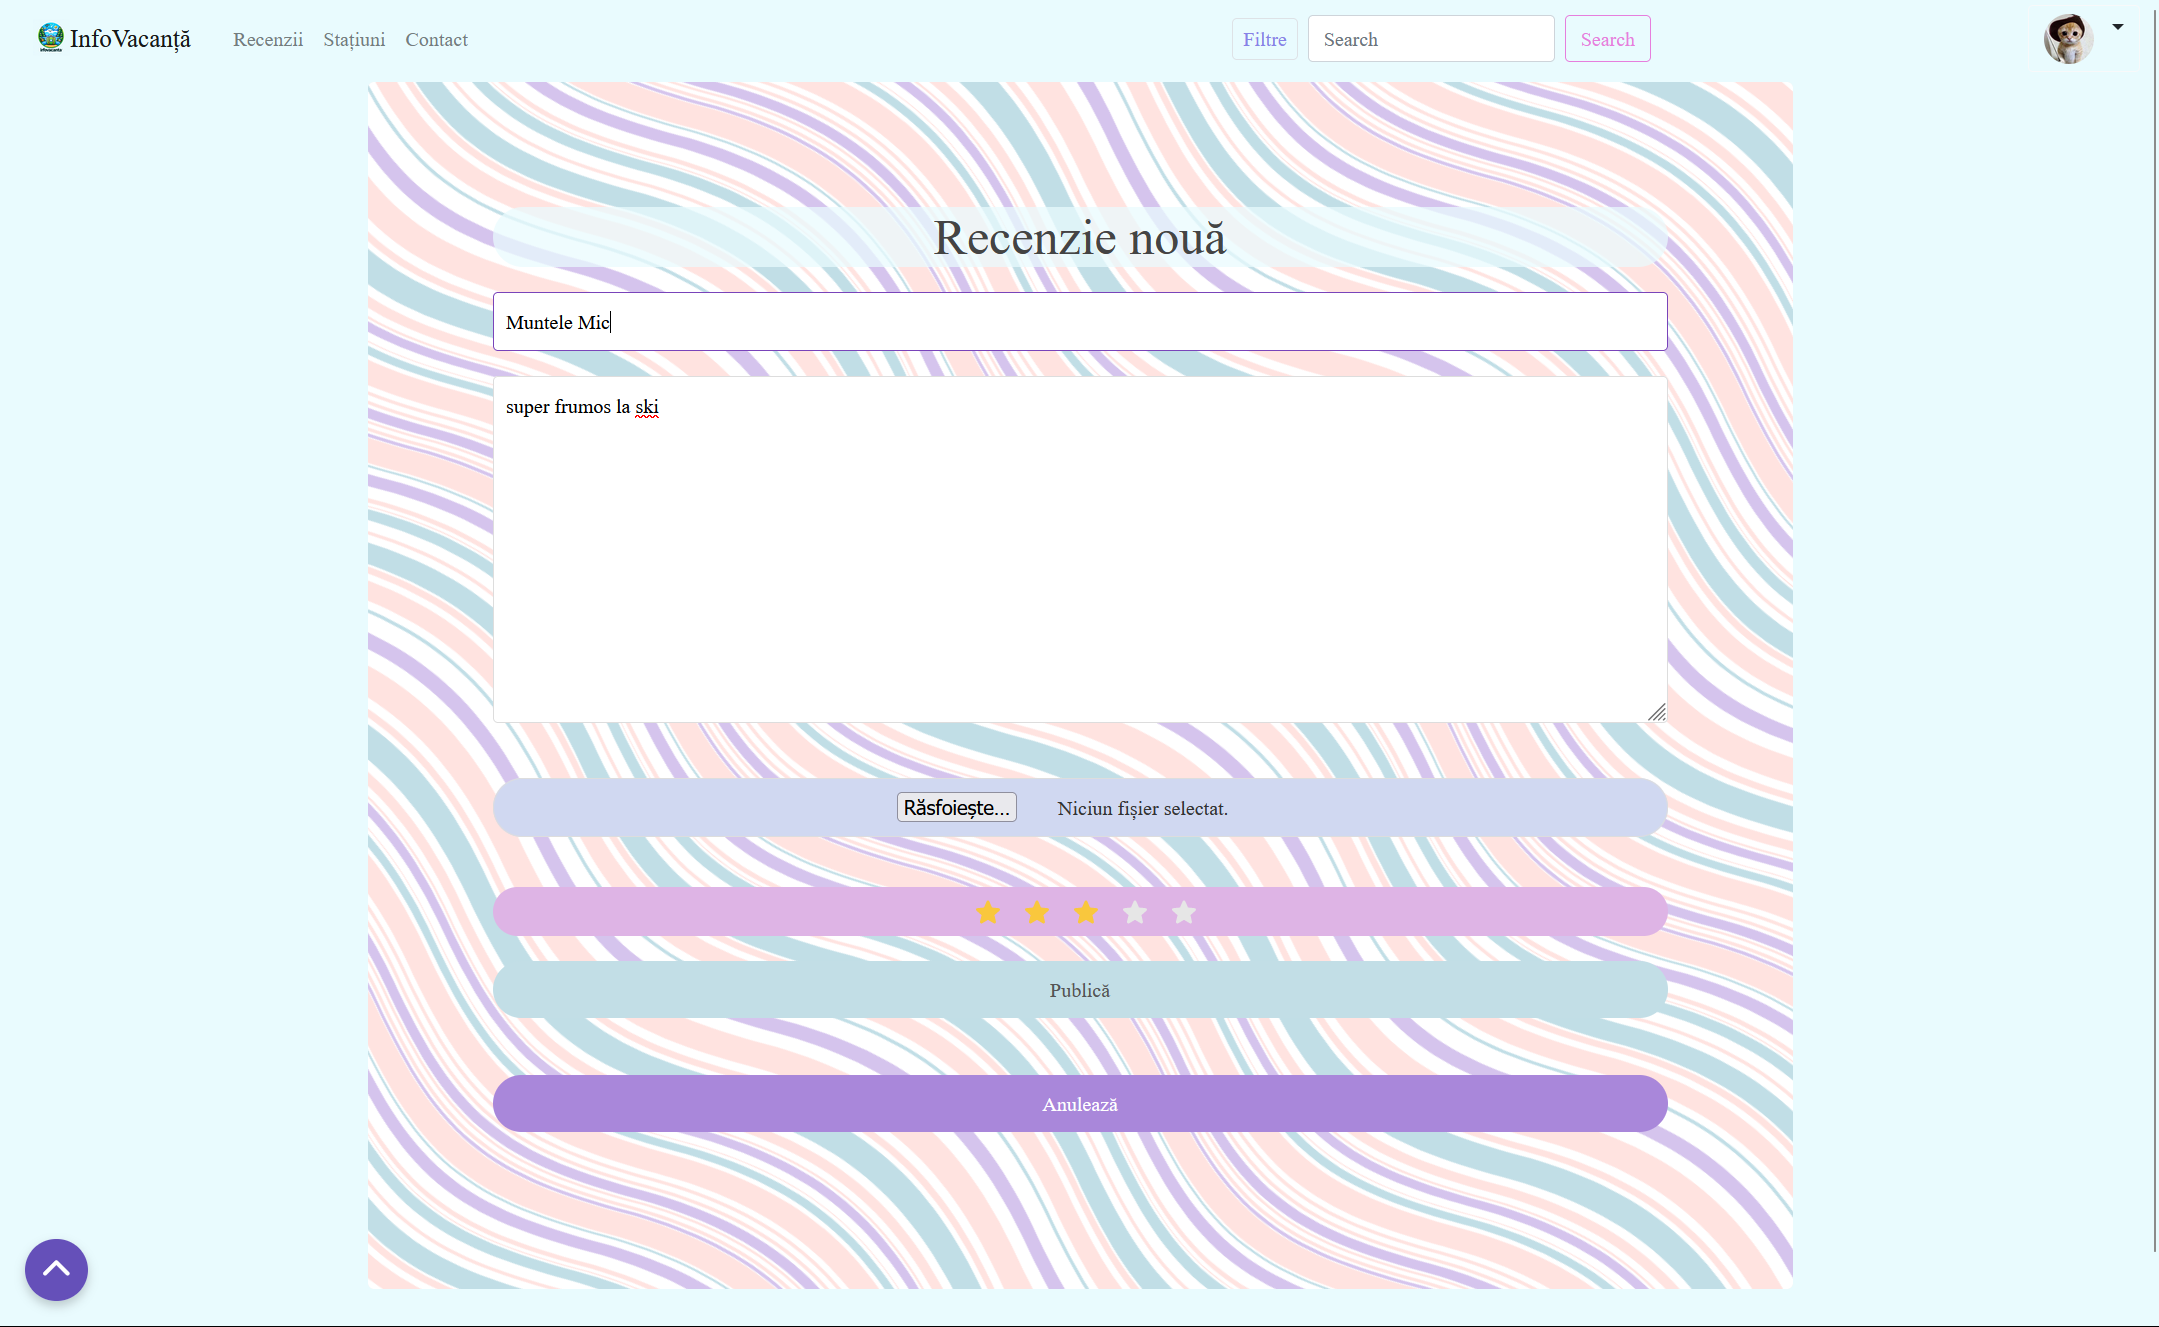 InfoVacanță Recenzii Stațiuni Contact Filtre Search Search
Recenzie nouă
Muntele Mic
super frumos la ski
Răsfoiește... Niciun fișier selectat.
Publică
Anulează